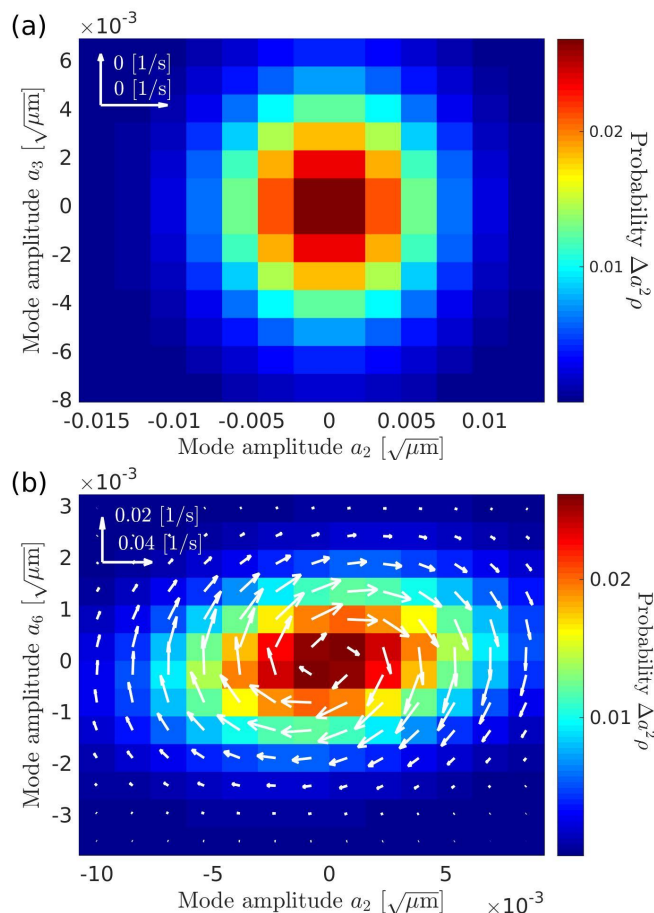 (a)
×10⁻³
6
4
2
0
-2
-4
-6
-8
Mode amplitude a₃ [√μm]
0 [1/s]
0 [1/s]
-0.015 -0.01 -0.005 0 0.005 0.01
Mode amplitude a₂ [√μm]
0.02
0.01
Probability Δa²ρ
(b)
×10⁻³
3
2
1
0
-1
-2
-3
Mode amplitude a₆ [√μm]
0.02 [1/s]
0.04 [1/s]
-10 -5 0 5
Mode amplitude a₂ [√μm]
×10⁻³
0.02
0.01
Probability Δa²ρ